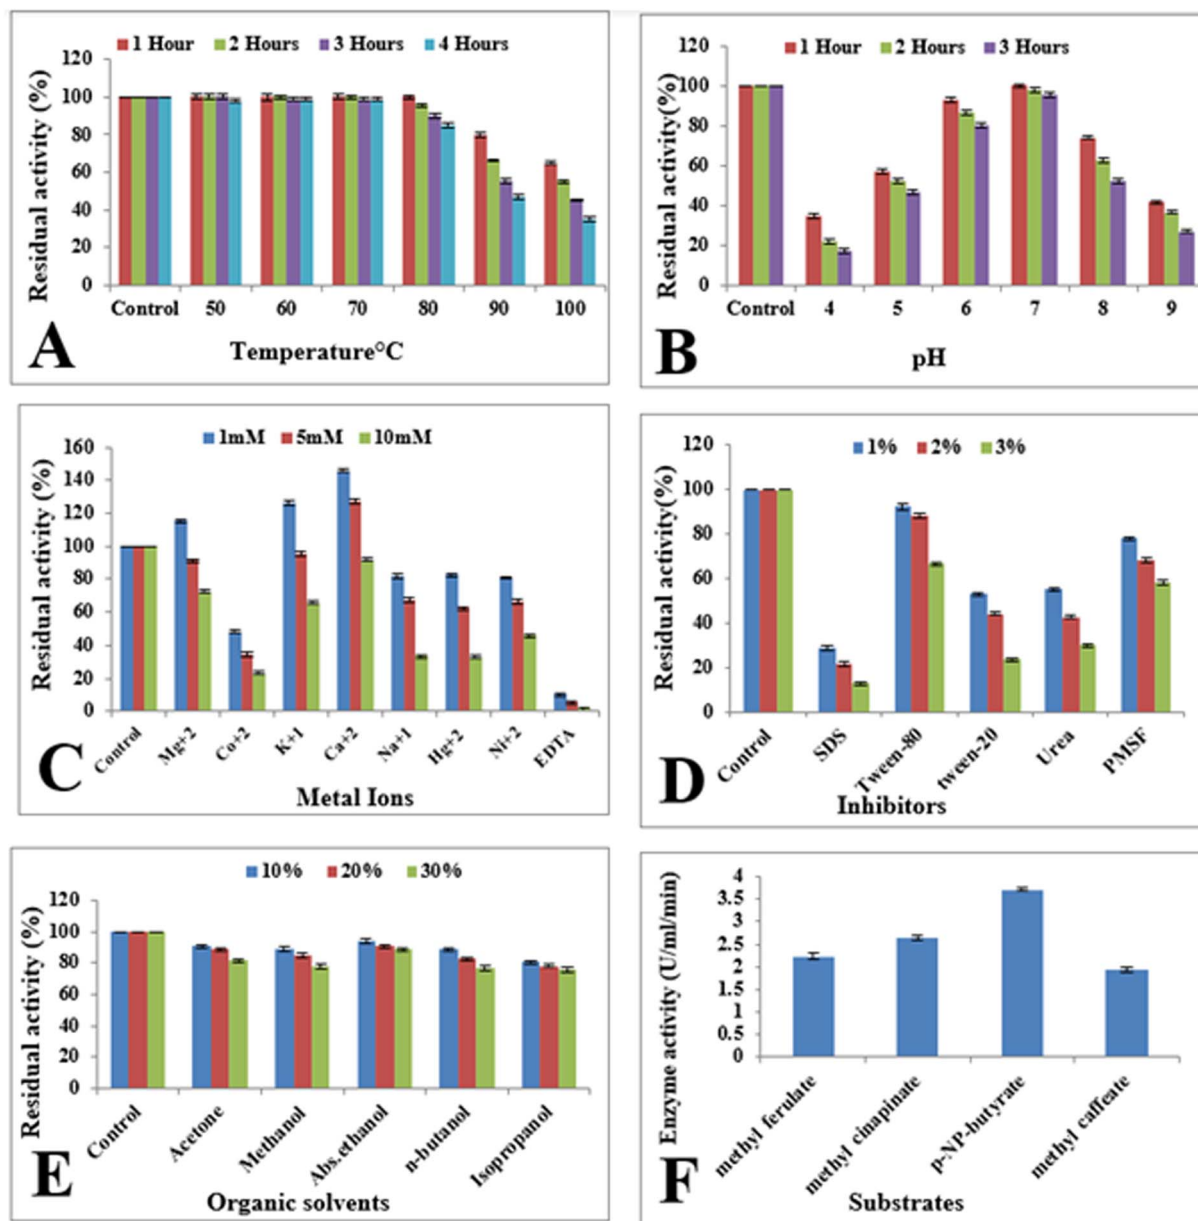 1 Hour 2 Hours 3 Hours 4 Hours
Residual activity (%)
120
100
80
60
40
20
0
Control 50 60 70 80 90 100
Temperature°C
A
1 Hour 2 Hours 3 Hours
Residual activity(%)
120
100
80
60
40
20
0
Control 4 5 6 7 8 9
pH
B
1mM 5mM 10mM
Residual activity (%)
160
140
120
100
80
60
40
20
0
Control Mg+2 Co+2 K+1 Ca+2 Na+1 Hg+2 Ni+2 EDTA
Metal Ions
C
1% 2% 3%
Residual activity(%)
120
100
80
60
40
20
0
Control SDS Tween-80 tween-20 Urea PMSF
Inhibitors
D
10% 20% 30%
Residual activity (%)
120
100
80
60
40
20
0
Control Acetone Methanol Abs.ethanol n-butanol Isopropanol
Organic solvents
E
Enzyme activity (U/ml/min)
4
3.5
3
2.5
2
1.5
1
0.5
0
methyl ferulate methyl cinapinate p-NP-butyrate methyl caffeate
Substrates
F